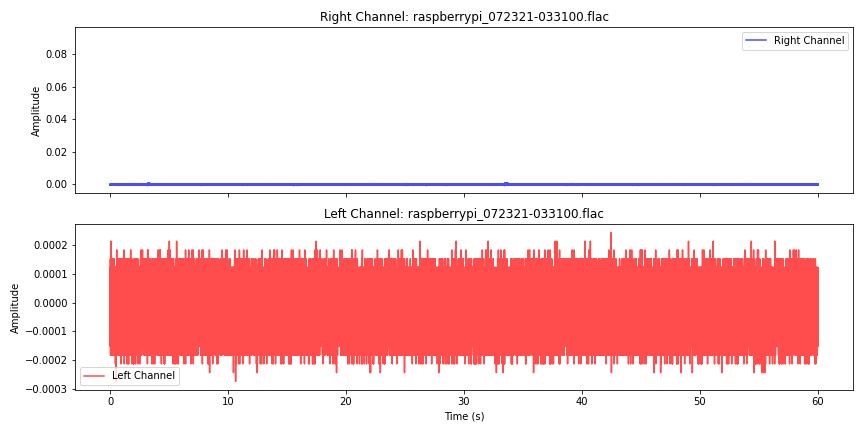 Right Channel: raspberrypi_072321-033100.flac
Right Channel
Amplitude
0.08
0.06
0.04
0.02
0.00
Left Channel: raspberrypi_072321-033100.flac
Amplitude
0.0002
0.0001
0.0000
−0.0001
−0.0002
−0.0003
Left Channel
0 10 20 30 40 50 60
Time (s)